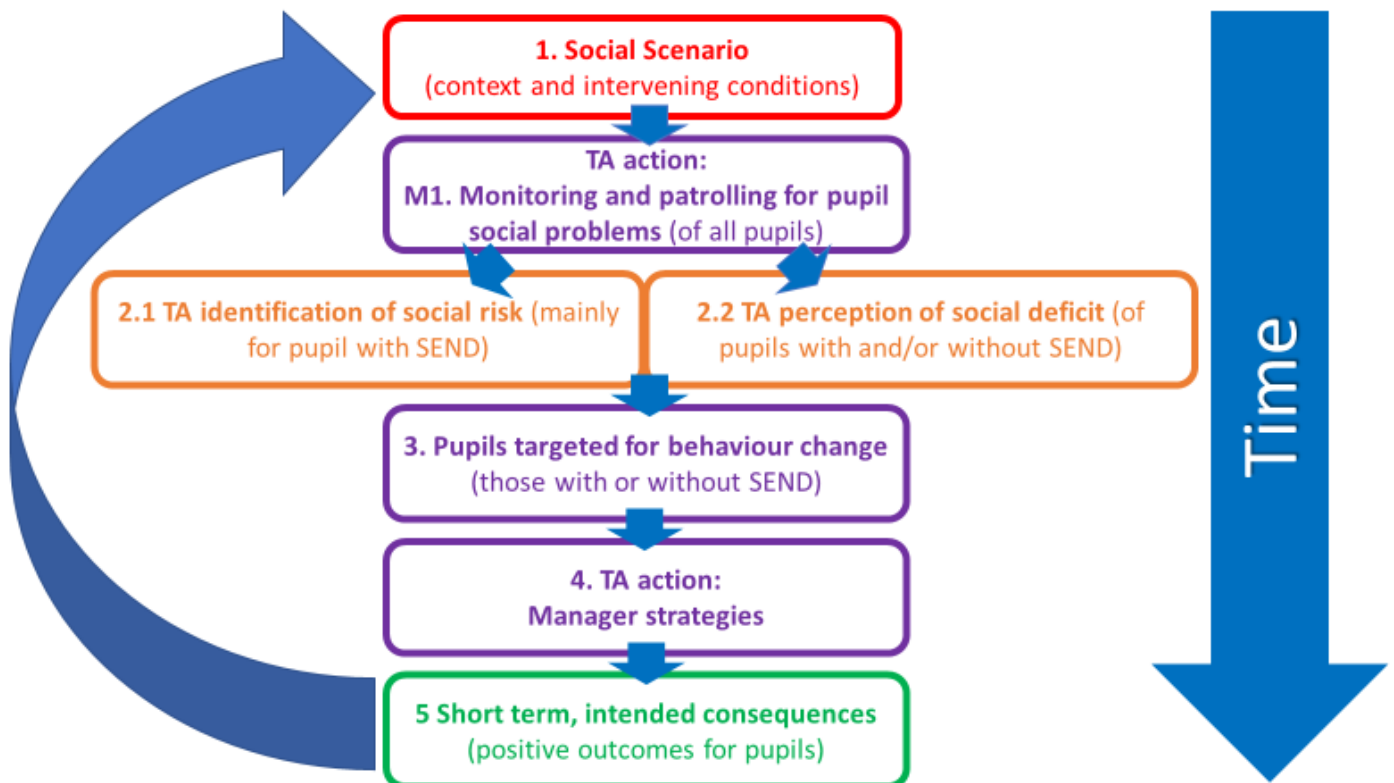 1. Social Scenario
(context and intervening conditions)
TA action:
M1. Monitoring and patrolling for pupil
social problems (of all pupils)
2.1 TA identification of social risk (mainly
for pupil with SEND)
2.2 TA perception of social deficit (of
pupils with and/or without SEND)
3. Pupils targeted for behaviour change
(those with or without SEND)
4. TA action:
Manager strategies
5 Short term, intended consequences
(positive outcomes for pupils)
Time